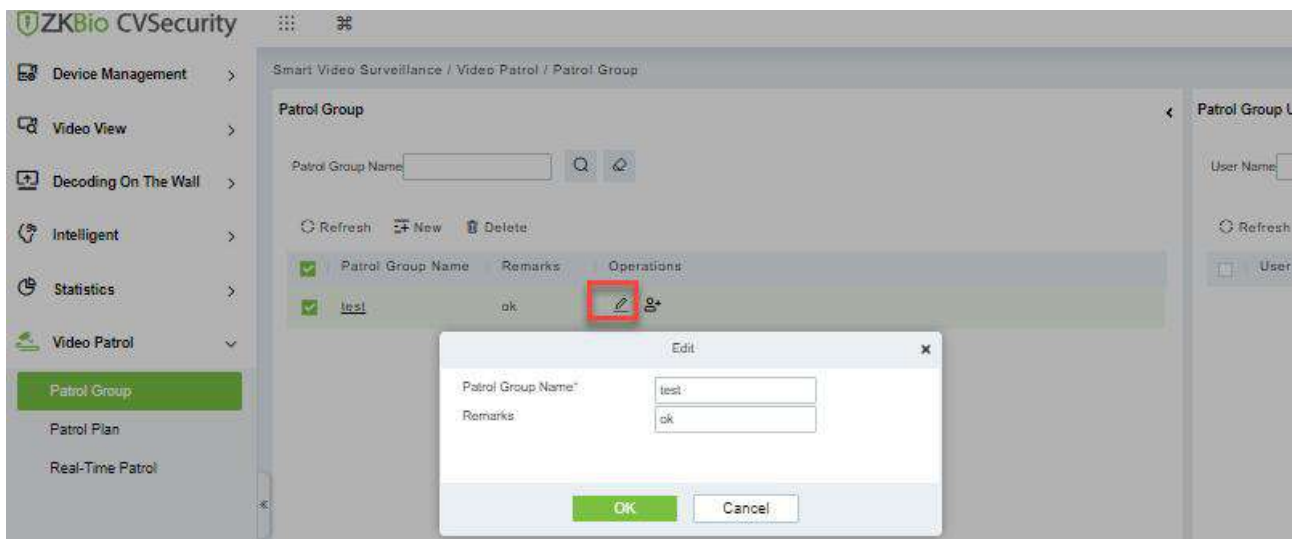 ZKBio CVSecurity
Device Management
Video View
Decoding On The Wall
Intelligent
Statistics
Video Patrol
Patrol Group
Patrol Plan
Real-Time Patrol
Smart Video Surveillance / Video Patrol / Patrol Group
Patrol Group
Patrol Group Name
Refresh New Delete
Patrol Group Name Remarks Operations
test ok
Edit
Patrol Group Name* test
Remarks ok
OK Cancel
Patrol Group U
User Name
Refresh
User